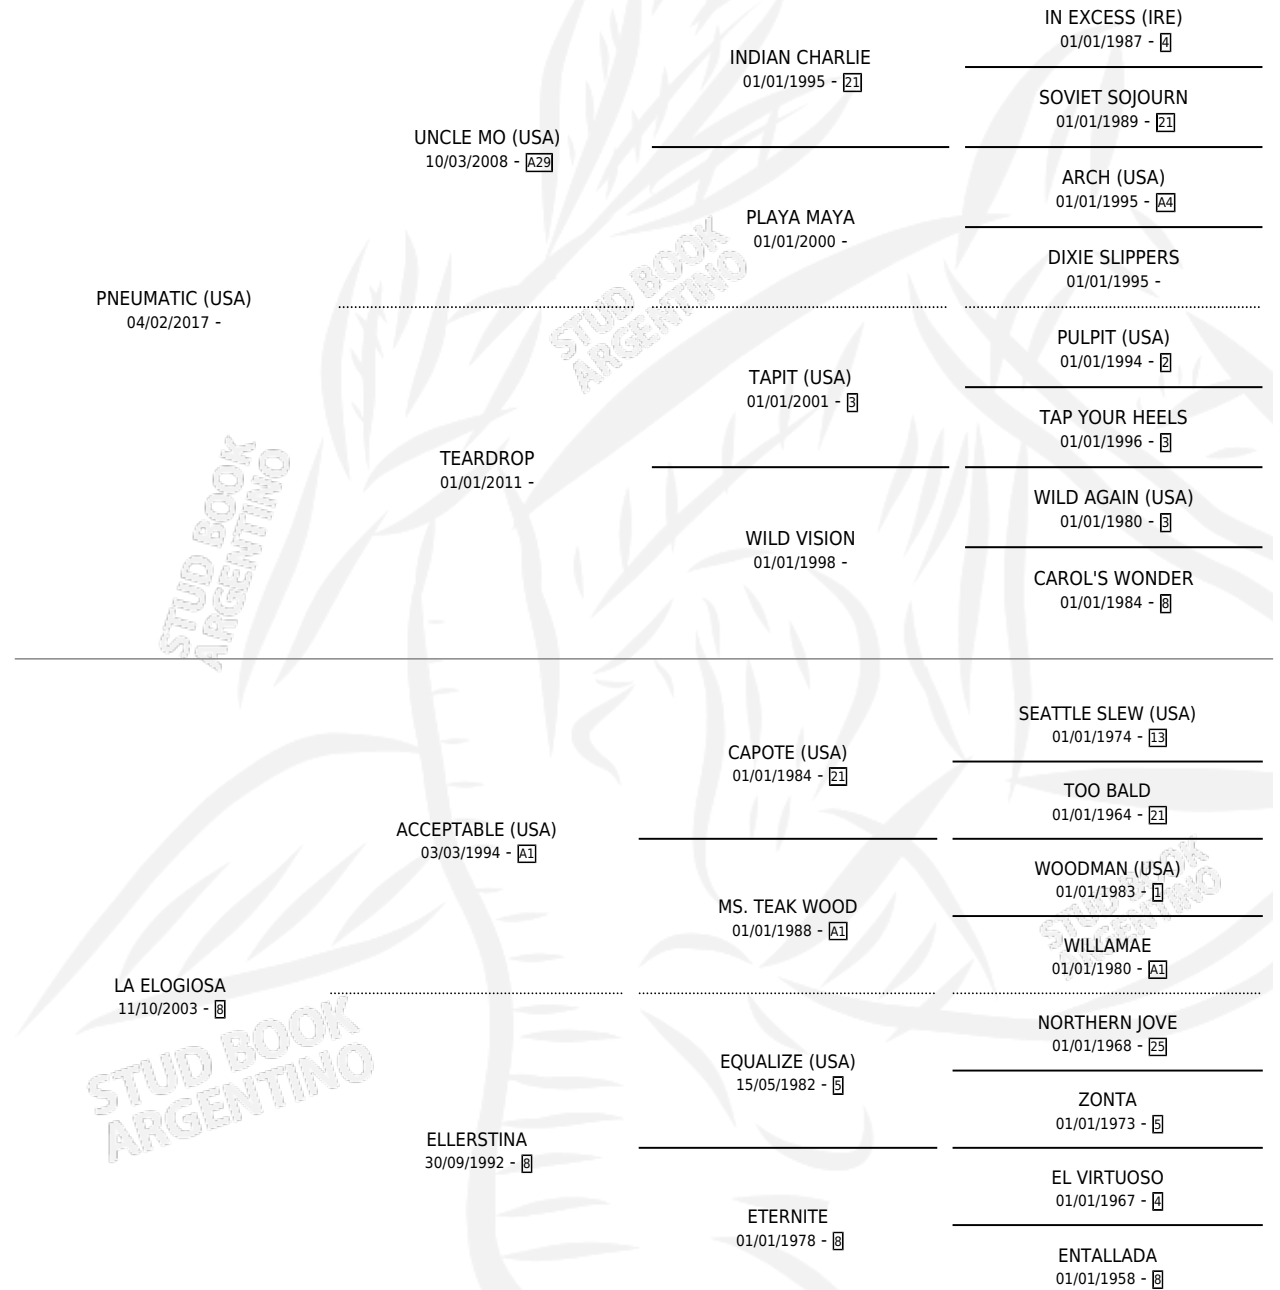 IN EXCESS (IRE)
01/01/1987 - 4
INDIAN CHARLIE
01/01/1995 - 21
SOVIET SOJOURN
01/01/1989 - 21
UNCLE MO (USA)
10/03/2008 - A29
ARCH (USA)
01/01/1995 - A4
PLAYA MAYA
01/01/2000 -
DIXIE SLIPPERS
01/01/1995 -
PNEUMATIC (USA)
04/02/2017 -
STUD BOOK
ARGENTINO
PULPIT (USA)
01/01/1994 - 2
TAPIT (USA)
01/01/2001 - 3
TAP YOUR HEELS
01/01/1996 - 3
TEARDROP
01/01/2011 -
WILD AGAIN (USA)
01/01/1980 - 3
WILD VISION
01/01/1998 -
CAROL'S WONDER
01/01/1984 - 8
STUD BOOK
ARGENTINO
SEATTLE SLEW (USA)
01/01/1974 - 13
CAPOTE (USA)
01/01/1984 - 21
TOO BALD
01/01/1964 - 21
ACCEPTABLE (USA)
03/03/1994 - A1
WOODMAN (USA)
01/01/1983 - 1
MS. TEAK WOOD
01/01/1988 - A1
STUD BOOK
ARGENTINO
WILLAMAE
01/01/1980 - A1
LA ELOGIOSA
11/10/2003 - 8
NORTHERN JOVE
01/01/1968 - 25
EQUALIZE (USA)
15/05/1982 - 5
STUD BOOK
ARGENTINO
ZONTA
01/01/1973 - 5
ELLERSTINA
30/09/1992 - 8
EL VIRTUOSO
01/01/1967 - 4
ETERNITE
01/01/1978 - 8
ENTALLADA
01/01/1958 - 8